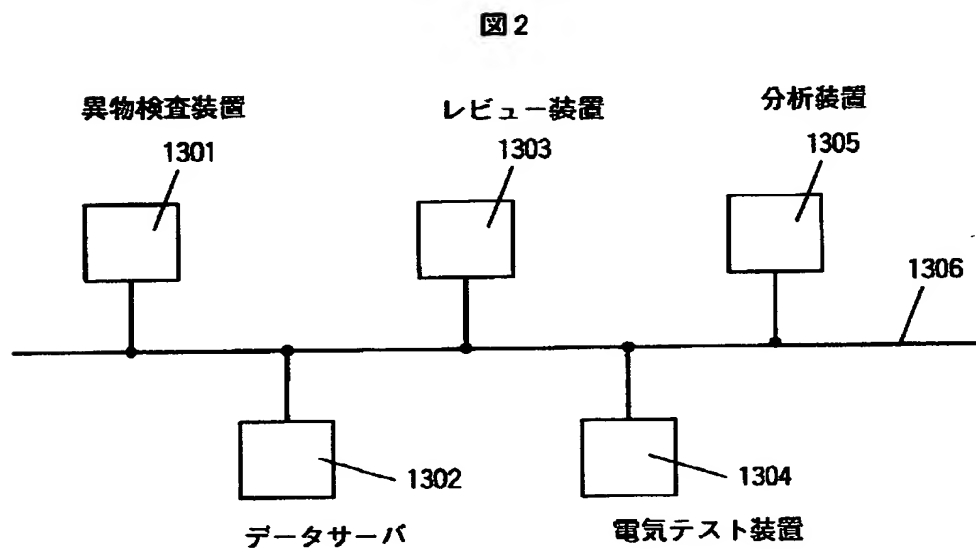 図2
異物検査装置
1301
レビュー装置
1303
分析装置
1305
1306
1302
データサーバ
1304
電気テスト装置